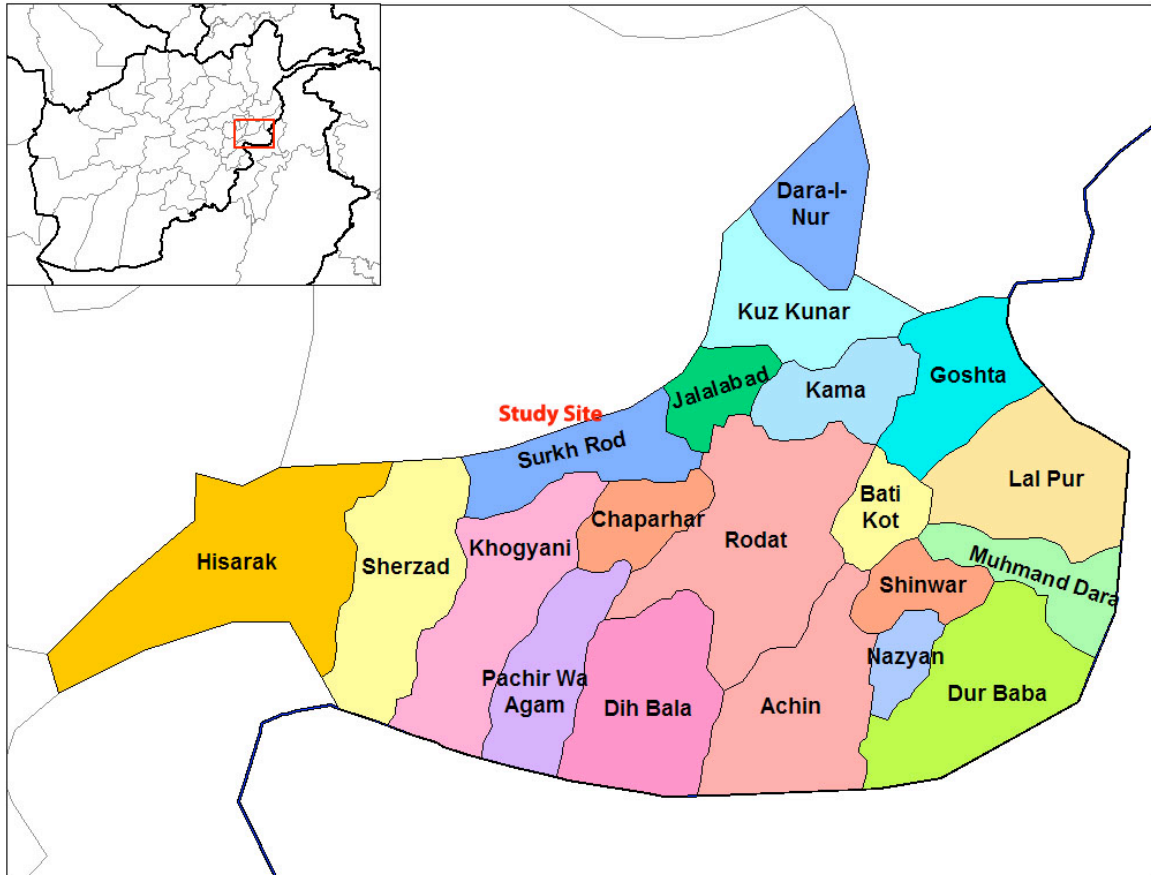 Dara-I-
Nur
Kuz Kunar
Goshta
Jalalabad
Kama
Study Site
Surkh Rod
Lal Pur
Bati
Kot
Chaparhar
Rodat
Khogyani
Hisarak
Sherzad
Muhmand Dara
Shinwar
Nazyan
Pachir Wa
Agam
Dih Bala
Achin
Dur Baba